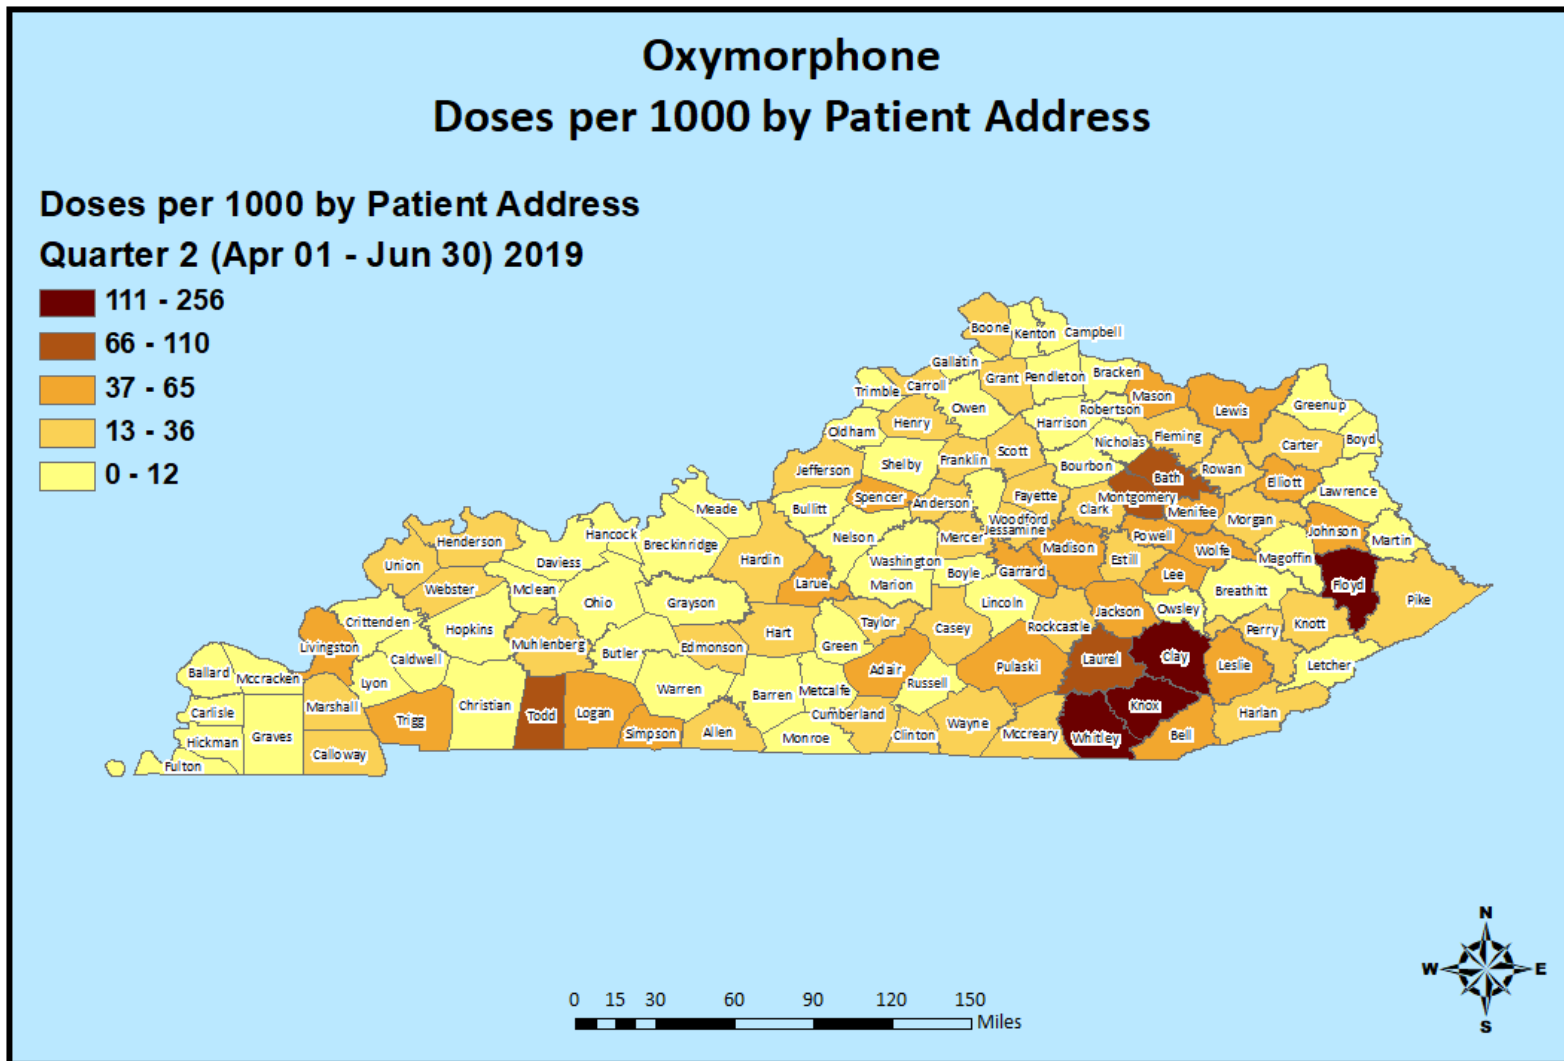 Oxymorphone
Doses per 1000 by Patient Address
Doses per 1000 by Patient Address
Quarter 2 (Apr 01 - Jun 30) 2019
111 - 256
66 - 110
37 - 65
13 - 36
0 - 12
Boone
Kenton
Campbell
Gallatin
Grant
Pendleton
Bracken
Trimble
Carroll
Owen
Mason
Lewis
Greenup
Robertson
Henry
Harrison
Oldham
Nicholas
Fleming
Carter
Boyd
Jefferson
Shelby
Franklin
Scott
Bourbon
Bath
Rowan
Elliott
Lawrence
Spencer
Anderson
Fayette
Montgomery
Clark
Menifee
Morgan
Meade
Bullitt
Woodford
Jessamine
Hancock
Breckinridge
Nelson
Mercer
Madison
Powell
Johnson
Martin
Henderson
Daviess
Hardin
Washington
Boyle
Garrard
Estill
Wolfe
Magoffin
Union
Webster
Mclean
Ohio
Grayson
Larue
Marion
Lee
Breathitt
Floyd
Pike
Lincoln
Jackson
Owsley
Crittenden
Hopkins
Muhlenberg
Hart
Taylor
Casey
Rockcastle
Perry
Knott
Livingston
Caldwell
Butler
Edmonson
Green
Adair
Pulaski
Laurel
Clay
Leslie
Letcher
Ballard
Mccracken
Lyon
Warren
Barren
Metcalfe
Russell
Carlisle
Marshall
Trigg
Christian
Todd
Logan
Cumberland
Knox
Harlan
Hickman
Graves
Simpson
Allen
Monroe
Clinton
Wayne
Mccreary
Whitley
Bell
Fulton
Calloway
N
W
E
S
0 15 30 60 90 120 150
Miles